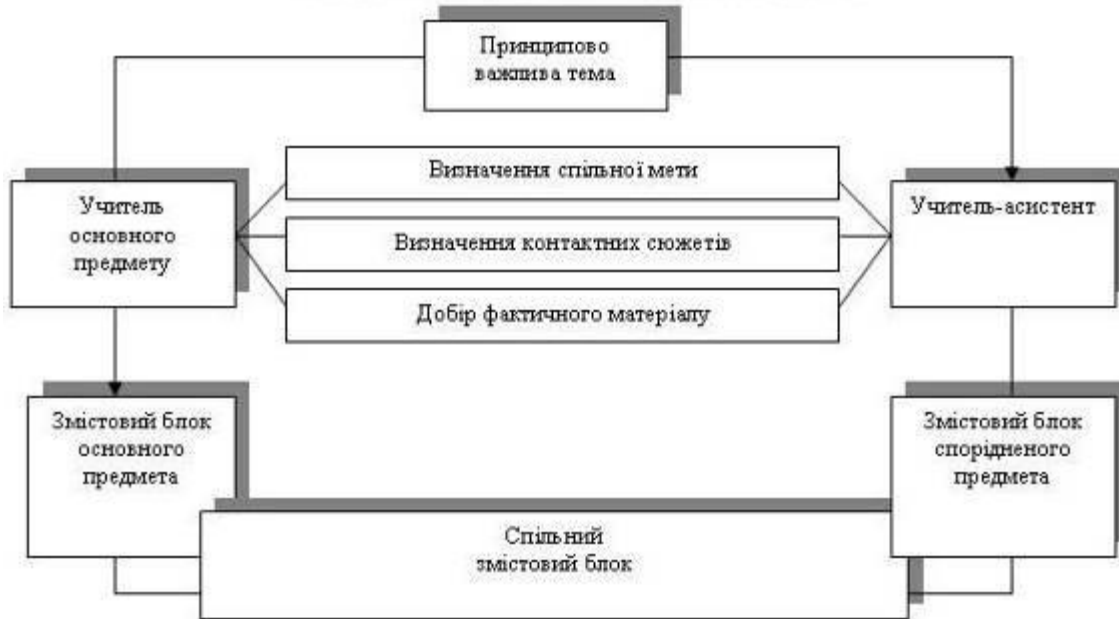 Принципово
важлива тема
Визначення спільної мети
Учитель
основного
предмету
Учитель-асистент
Визначення контактних сюжетів
Добір фактичного матеріалу
Змістовий блок
основного
предмета
Змістовий блок
спорідненого
предмета
Спільний
змістовий блок